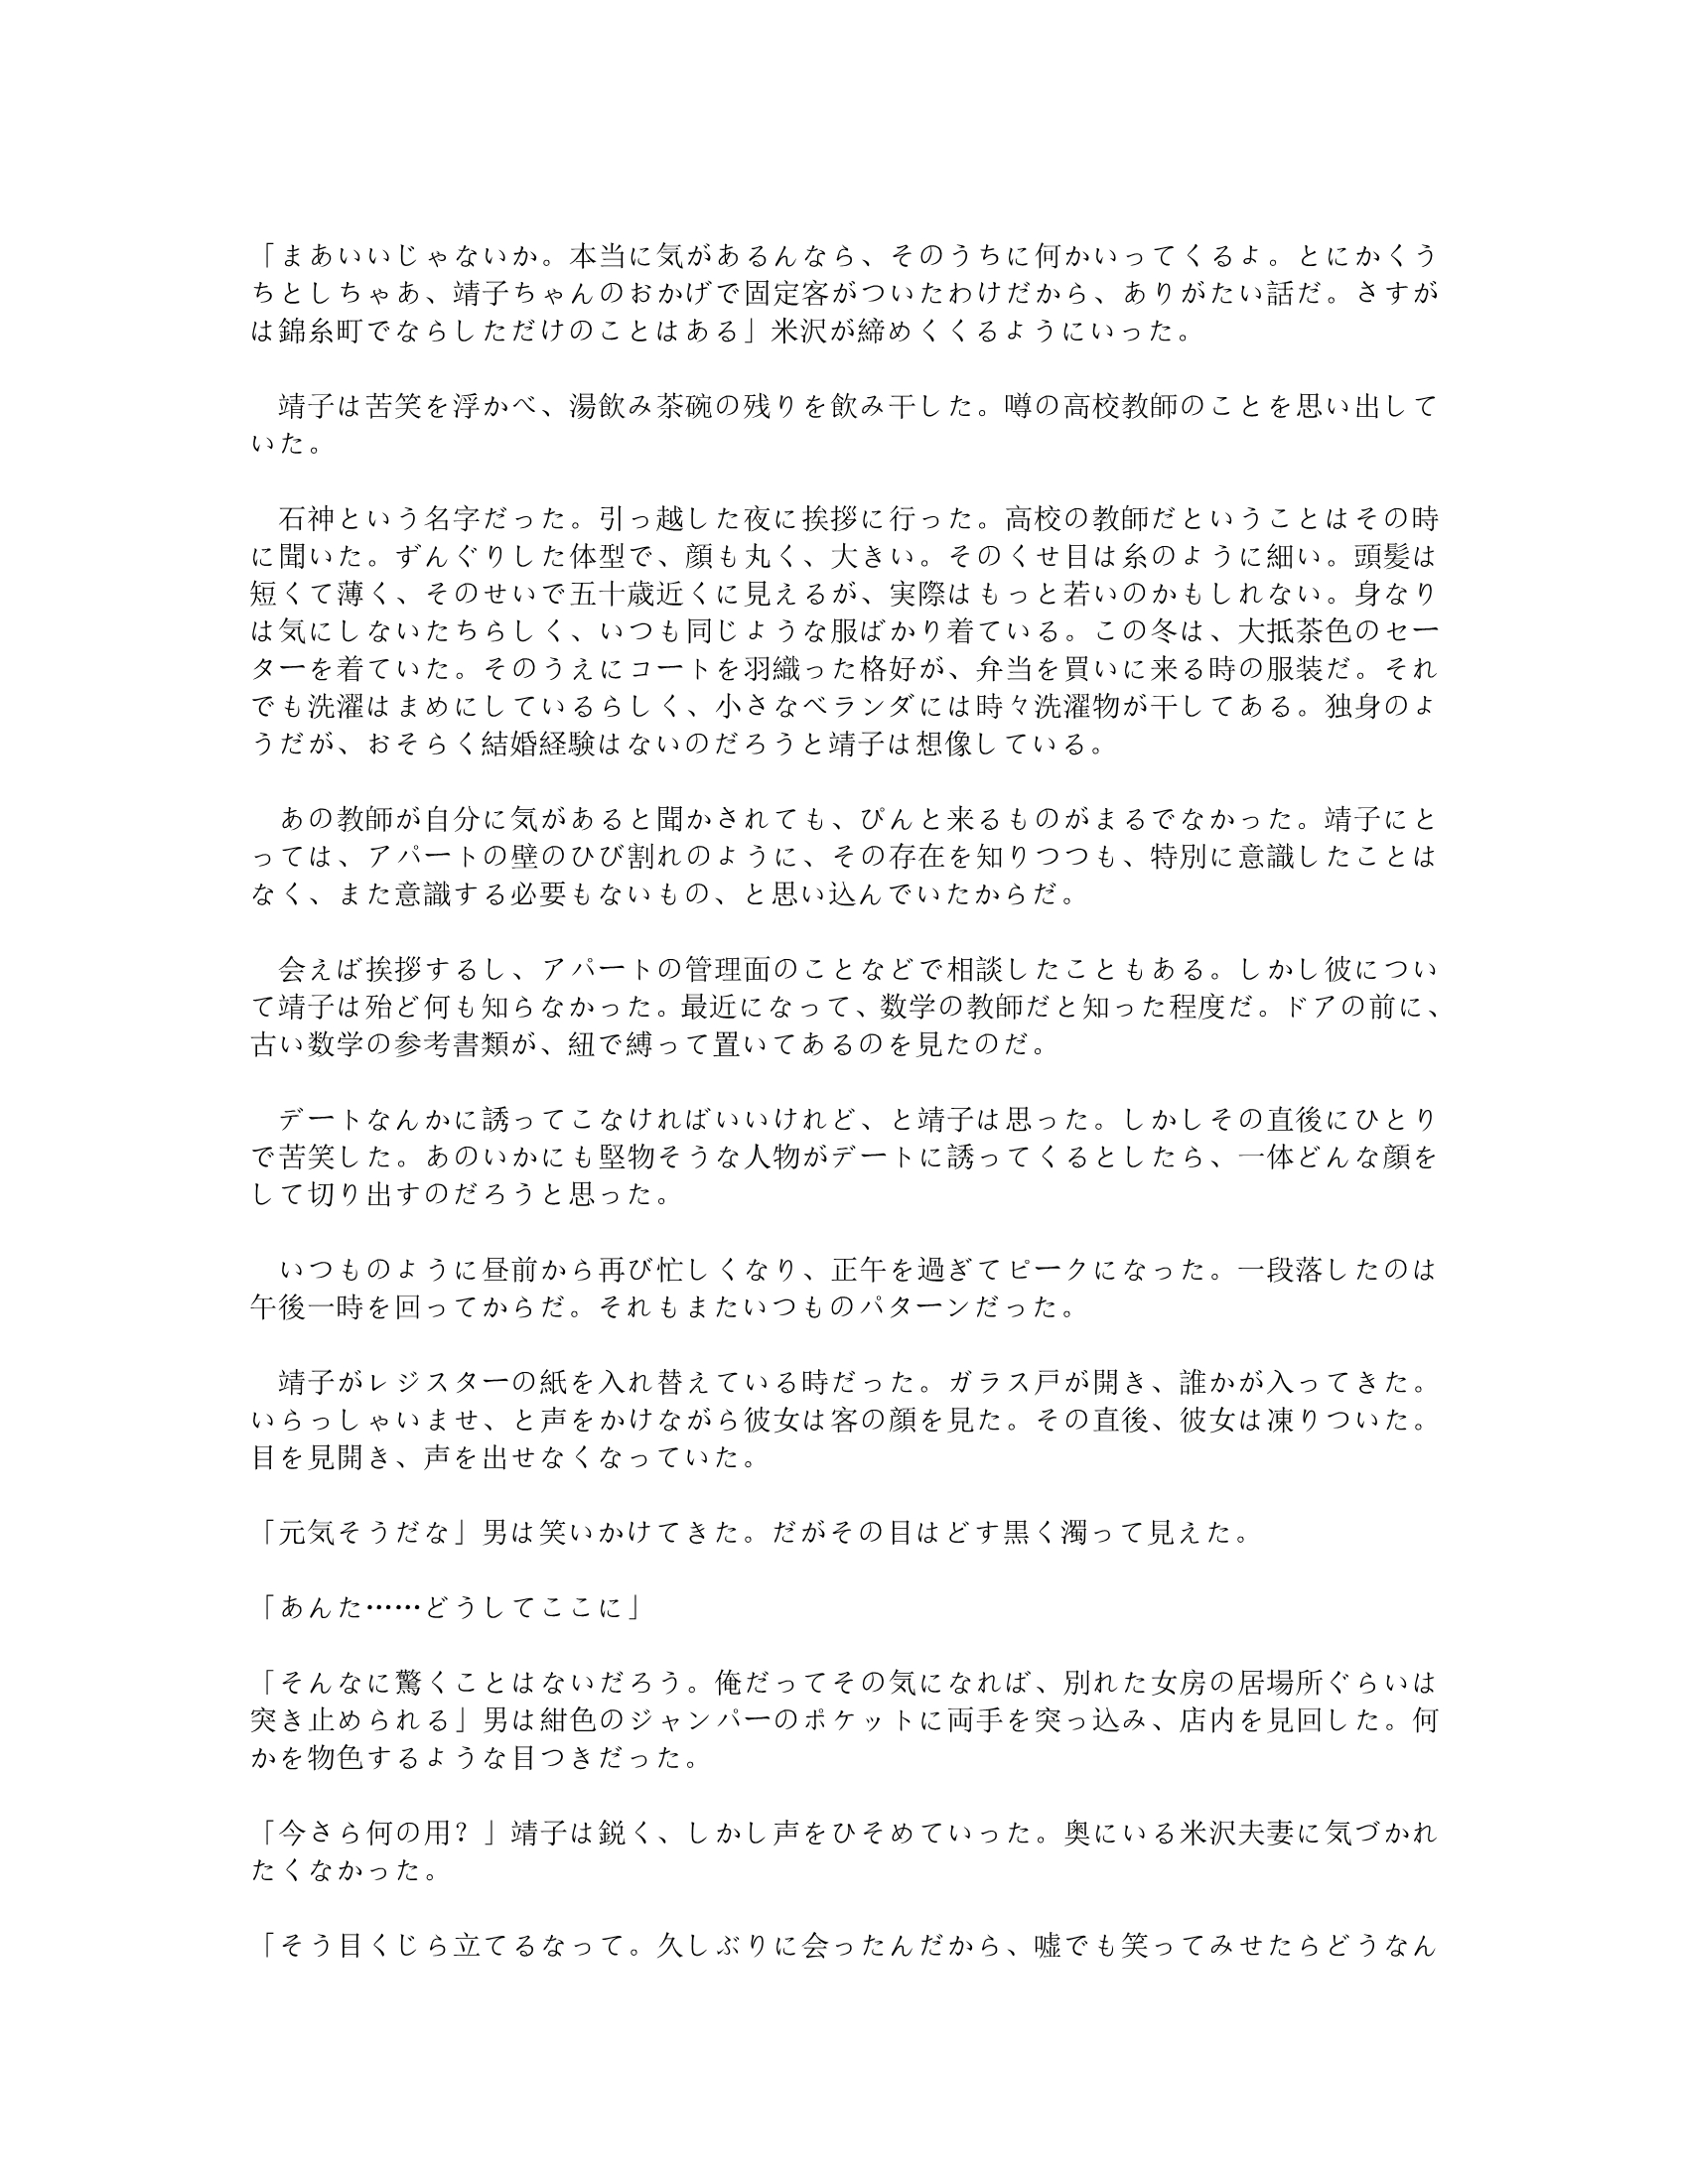 「まあいいじゃないか。本当に気があるんなら、そのうちに何かいってくるよ。とにかくう
ちとしちゃあ、靖子ちゃんのおかげで固定客がついたわけだから、ありがたい話だ。さすが
は錦糸町でならしただけのことはある」米沢が締めくくるようにいった。
　靖子は苦笑を浮かべ、湯飲み茶碗の残りを飲み干した。噂の高校教師のことを思い出して
いた。
　石神という名字だった。引っ越した夜に挨拶に行った。高校の教師だということはその時
に聞いた。ずんぐりした体型で、顔も丸く、大きい。そのくせ目は糸のように細い。頭髪は
短くて薄く、そのせいで五十歳近くに見えるが、実際はもっと若いのかもしれない。身なり
は気にしないたちらしく、いつも同じような服ばかり着ている。この冬は、大抵茶色のセー
ターを着ていた。そのうえにコートを羽織った格好が、弁当を買いに来る時の服装だ。それ
でも洗濯はまめにしているらしく、小さなベランダには時々洗濯物が干してある。独身のよ
うだが、おそらく結婚経験はないのだろうと靖子は想像している。
　あの教師が自分に気があると聞かされても、ぴんと来るものがまるでなかった。靖子にと
っては、アパートの壁のひび割れのように、その存在を知りつつも、特別に意識したことは
なく、また意識する必要もないもの、と思い込んでいたからだ。
　会えば挨拶するし、アパートの管理面のことなどで相談したこともある。しかし彼につい
て靖子は殆ど何も知らなかった。最近になって、数学の教師だと知った程度だ。ドアの前に、
古い数学の参考書類が、紐で縛って置いてあるのを見たのだ。
　デートなんかに誘ってこなければいいけれど、と靖子は思った。しかしその直後にひとり
で苦笑した。あのいかにも堅物そうな人物がデートに誘ってくるとしたら、一体どんな顔を
して切り出すのだろうと思った。
　いつものように昼前から再び忙しくなり、正午を過ぎてピークになった。一段落したのは
午後一時を回ってからだ。それもまたいつものパターンだった。
　靖子がレジスターの紙を入れ替えている時だった。ガラス戸が開き、誰かが入ってきた。
いらっしゃいませ、と声をかけながら彼女は客の顔を見た。その直後、彼女は凍りついた。
目を見開き、声を出せなくなっていた。
「元気そうだな」男は笑いかけてきた。だがその目はどす黒く濁って見えた。
「あんた……どうしてここに」
「そんなに驚くことはないだろう。俺だってその気になれば、別れた女房の居場所ぐらいは
突き止められる」男は紺色のジャンパーのポケットに両手を突っ込み、店内を見回した。何
かを物色するような目つきだった。
「今さら何の用？」靖子は鋭く、しかし声をひそめていった。奥にいる米沢夫妻に気づかれ
たくなかった。
「そう目くじら立てるなって。久しぶりに会ったんだから、嘘でも笑ってみせたらどうなん